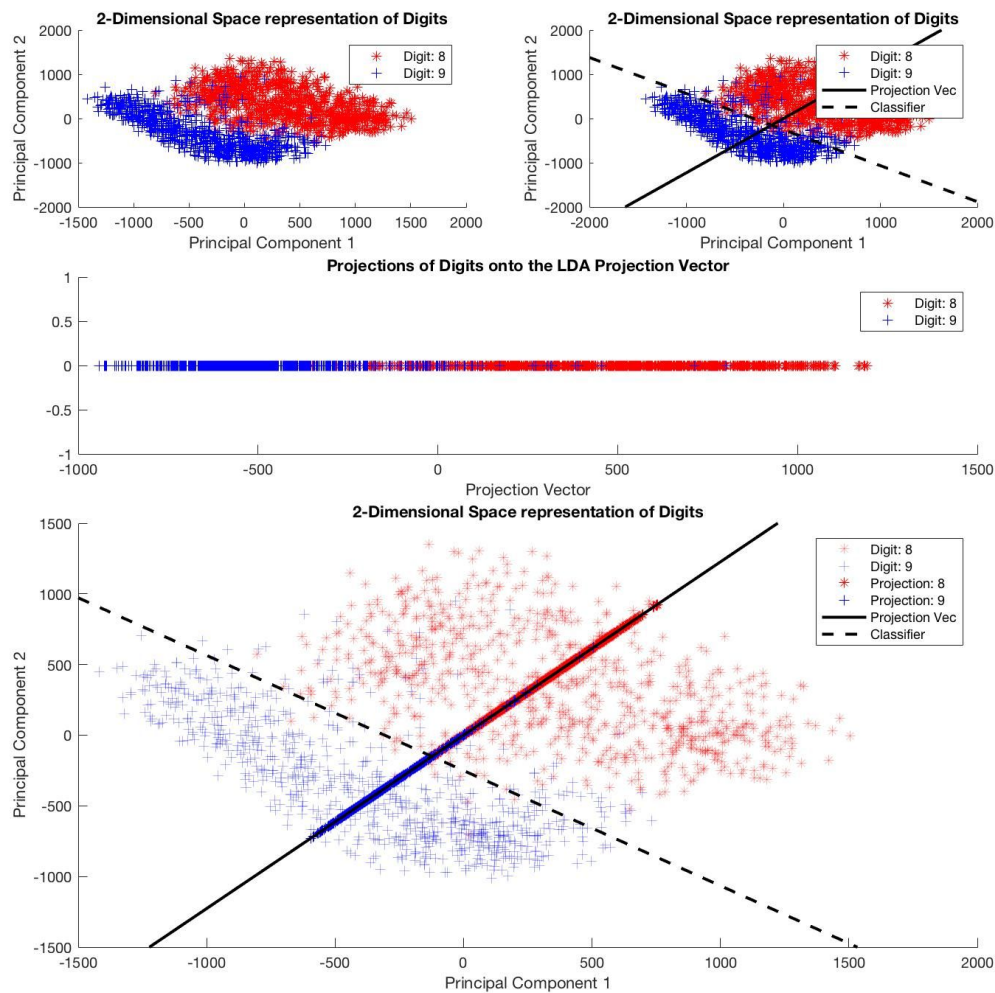 2-Dimensional Space representation of Digits
Principal Component 2
2000
1000
0
-1000
-2000
-1500 -1000 -500 0 500 1000 1500 2000
Principal Component 1
Digit: 8
Digit: 9
2-Dimensional Space representation of Digits
Principal Component 2
2000
1000
0
-1000
-2000
-2000 -1000 0 1000 2000
Principal Component 1
Digit: 8
Digit: 9
Projection Vec
Classifier
Projections of Digits onto the LDA Projection Vector
1
0.5
0
-0.5
-1
-1000 -500 0 500 1000 1500
Projection Vector
Digit: 8
Digit: 9
2-Dimensional Space representation of Digits
Principal Component 2
1500
1000
500
0
-500
-1000
-1500
-1500 -1000 -500 0 500 1000 1500 2000
Principal Component 1
Digit: 8
Digit: 9
Projection: 8
Projection: 9
Projection Vec
Classifier